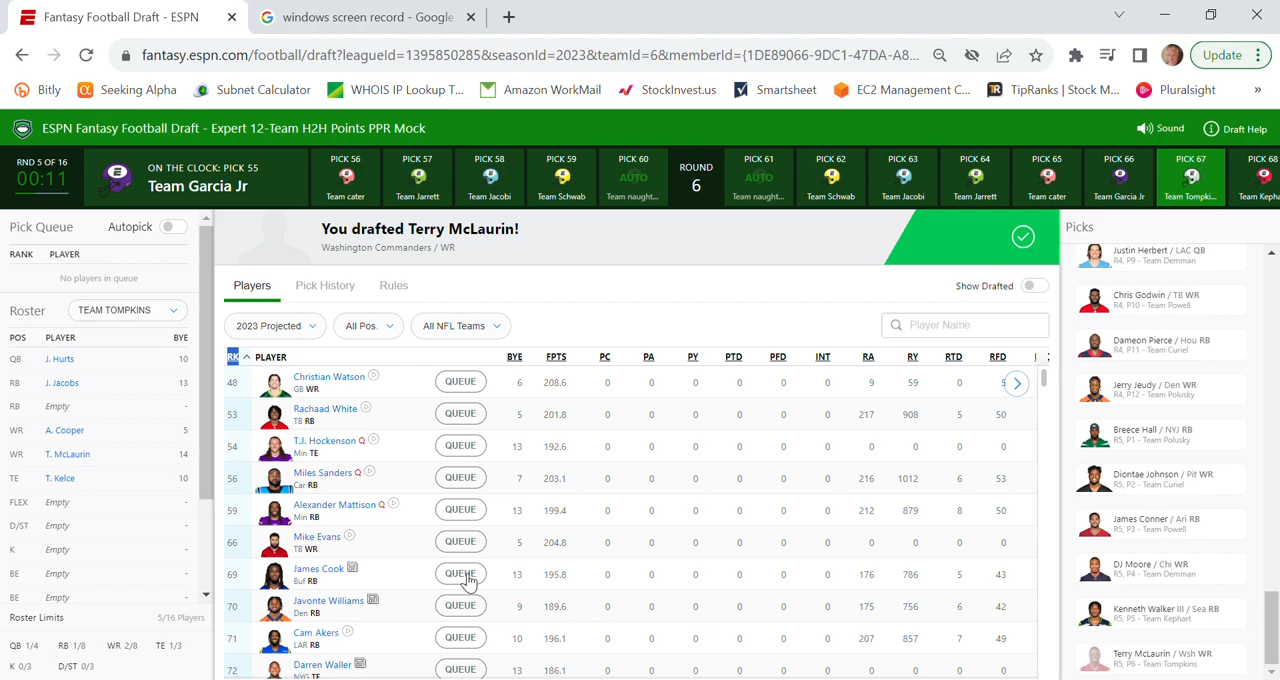 Fantasy Football Draft - ESPN
windows screen record - Google
fantasy.espn.com/football/draft?leagueId=1395850285&seasonId=2023&teamId=6&memberId={1DE89066-9DC1-47DA-A8...
Update
Bitly
Seeking Alpha
Subnet Calculator
WHOIS IP Lookup T...
Amazon WorkMail
StockInvest.us
Smartsheet
EC2 Management C...
TipRanks | Stock M...
Pluralsight
»
ESPN Fantasy Football Draft - Expert 12-Team H2H Points PPR Mock
Sound
Draft Help
RND 5 OF 16
00:11
ON THE CLOCK: PICK 55
Team Garcia Jr
PICK 56
Team cater
PICK 57
Team Jarrett
PICK 58
Team Jacobi
PICK 59
Team Schwab
PICK 60
AUTO
Team naught...
ROUND
6
PICK 61
AUTO
Team naught...
PICK 62
Team Schwab
PICK 63
Team Jacobi
PICK 64
Team Jarrett
PICK 65
Team cater
PICK 66
Team Garcia Jr
PICK 67
Team Tompki...
PICK 68
Team Kepha
Pick Queue
Autopick
RANK PLAYER
No players in queue
Roster
TEAM TOMPKINS
POS PLAYER BYE
QB J. Hurts 10
RB J. Jacobs 13
RB Empty -
WR A. Cooper 5
WR T. McLaurin 14
TE T. Kelce 10
FLEX Empty -
D/ST Empty -
K Empty -
BE Empty -
BE Empty -
Roster Limits 5/16 Players
QB 1/4 RB 1/8 WR 2/8 TE 1/3
K 0/3 D/ST 0/3
You drafted Terry McLaurin!
Washington Commanders / WR
Players
Pick History
Rules
Show Drafted
2023 Projected
All Pos.
All NFL Teams
Player Name
RK PLAYER BYE FPTS PC PA PY PTD PFD INT RA RY RTD RFD
48 Christian Watson QUEUE 6 208.6 0 0 0 0 0 0 9 59 0 5
GB WR
53 Rachaad White QUEUE 5 201.8 0 0 0 0 0 0 217 908 5 50
TB RB
54 T.J. Hockenson Q QUEUE 13 192.6 0 0 0 0 0 0 0 0 0 0
Min TE
56 Miles Sanders Q QUEUE 7 203.1 0 0 0 0 0 0 216 1012 6 53
Car RB
59 Alexander Mattison Q QUEUE 13 199.4 0 0 0 0 0 0 212 879 8 50
Min RB
66 Mike Evans QUEUE 5 204.8 0 0 0 0 0 0 0 0 0 0
TB WR
69 James Cook QUEUE 13 195.8 0 0 0 0 0 0 176 786 5 43
Buf RB
70 Javonte Williams QUEUE 9 189.6 0 0 0 0 0 0 175 756 6 42
Den RB
71 Cam Akers QUEUE 10 196.1 0 0 0 0 0 0 207 857 7 49
LAR RB
72 Darren Waller QUEUE 13 186.1 0 0 0 0 0 0 0 0 0 0
NYG TE
Picks
Justin Herbert / LAC QB
R4, P9 - Team Demman
Chris Godwin / TB WR
R4, P10 - Team Powell
Dameon Pierce / Hou RB
R4, P11 - Team Curiel
Jerry Jeudy / Den WR
R4, P12 - Team Polusky
Breece Hall / NYJ RB
R5, P1 - Team Polusky
Diontae Johnson / Pit WR
R5, P2 - Team Curiel
James Conner / Ari RB
R5, P3 - Team Powell
DJ Moore / Chi WR
R5, P4 - Team Demman
Kenneth Walker III / Sea RB
R5, P5 - Team Kephart
Terry McLaurin / Wsh WR
R5, P6 - Team Tompkins